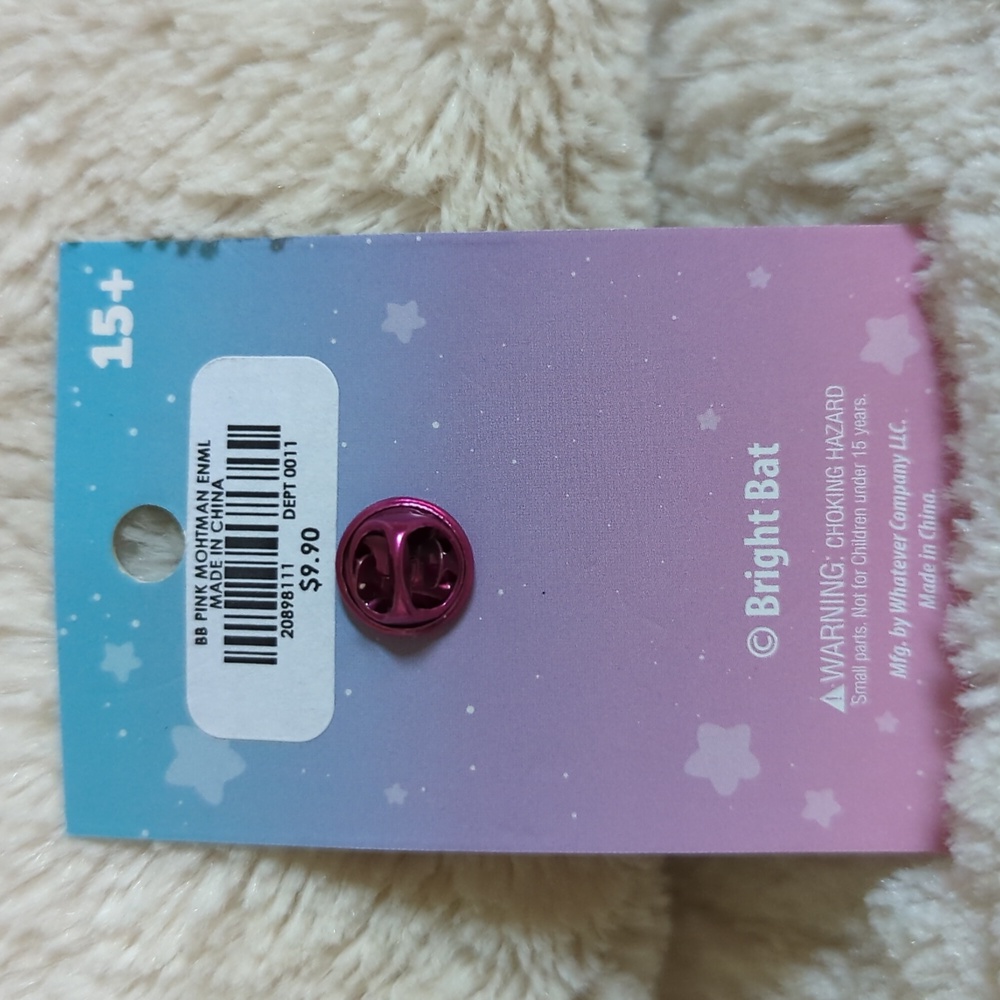 15+
BB PINK MOHTMAN ENML
MADE IN CHINA
20898111 DEPT 0011
$9.90
© Bright Bat
WARNING: CHOKING HAZARD
Small parts. Not for Children under 15 years.
Mfg. by Whatever Company LLC.
Made in China.